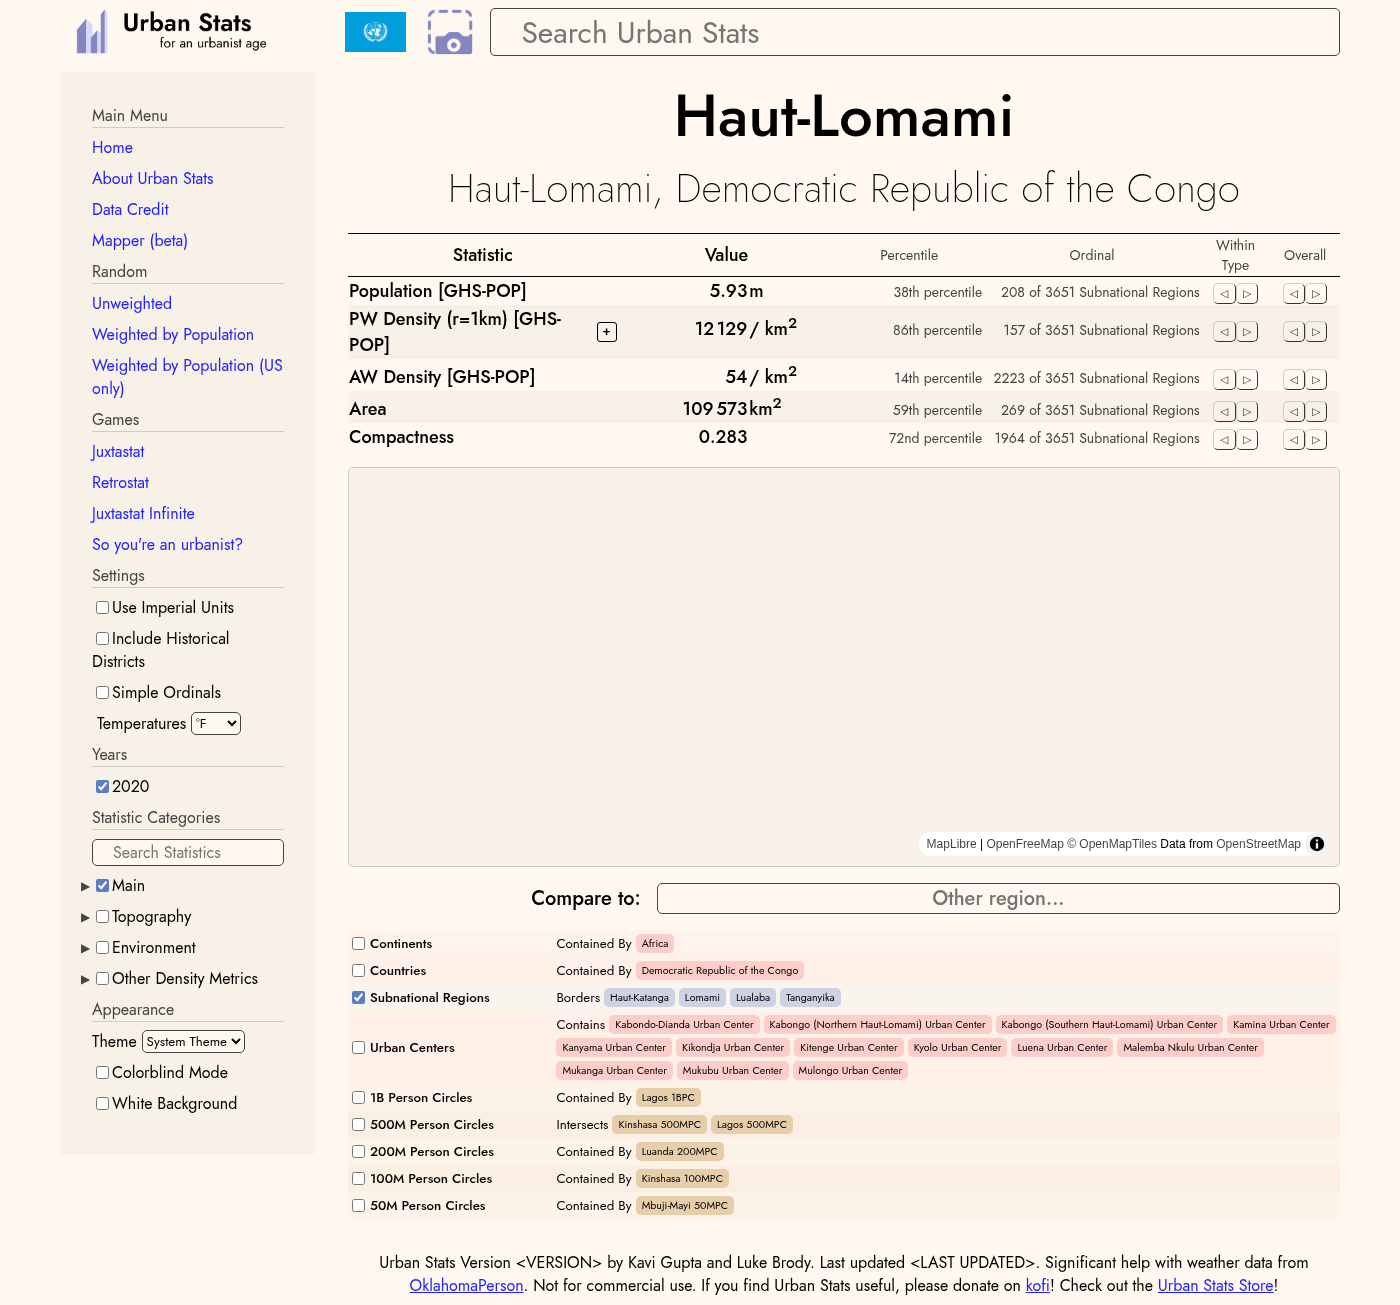 Urban Stats
for an urbanist age
Search Urban Stats
Main Menu
Home
About Urban Stats
Data Credit
Mapper (beta)
Random
Unweighted
Weighted by Population
Weighted by Population (US
only)
Games
Juxtastat
Retrostat
Juxtastat Infinite
So you're an urbanist?
Settings
Use Imperial Units
Include Historical
Districts
Simple Ordinals
Temperatures °F
Years
2020
Statistic Categories
Search Statistics
Main
Topography
Environment
Other Density Metrics
Appearance
Theme System Theme
Colorblind Mode
White Background
Haut-Lomami
Haut-Lomami, Democratic Republic of the Congo
Statistic Value Percentile Ordinal Within Type Overall
Population [GHS-POP] 5.93 m 38th percentile 208 of 3651 Subnational Regions
PW Density (r=1km) [GHS-
POP] + 12 129 / km² 86th percentile 157 of 3651 Subnational Regions
AW Density [GHS-POP] 54 / km² 14th percentile 2223 of 3651 Subnational Regions
Area 109 573 km² 59th percentile 269 of 3651 Subnational Regions
Compactness 0.283 72nd percentile 1964 of 3651 Subnational Regions
MapLibre | OpenFreeMap © OpenMapTiles Data from OpenStreetMap
Compare to: Other region...
Continents Contained By Africa
Countries Contained By Democratic Republic of the Congo
Subnational Regions Borders Haut-Katanga Lomami Lualaba Tanganyika
Contains Kabondo-Dianda Urban Center Kabongo (Northern Haut-Lomami) Urban Center Kabongo (Southern Haut-Lomami) Urban Center Kamina Urban Center
Urban Centers Kanyama Urban Center Kikondja Urban Center Kitenge Urban Center Kyolo Urban Center Luena Urban Center Malemba Nkulu Urban Center
Mukanga Urban Center Mukubu Urban Center Mulongo Urban Center
1B Person Circles Contained By Lagos 1BPC
500M Person Circles Intersects Kinshasa 500MPC Lagos 500MPC
200M Person Circles Contained By Luanda 200MPC
100M Person Circles Contained By Kinshasa 100MPC
50M Person Circles Contained By Mbuji-Mayi 50MPC
Urban Stats Version <VERSION> by Kavi Gupta and Luke Brody. Last updated <LAST UPDATED>. Significant help with weather data from
OklahomaPerson. Not for commercial use. If you find Urban Stats useful, please donate on kofi! Check out the Urban Stats Store!